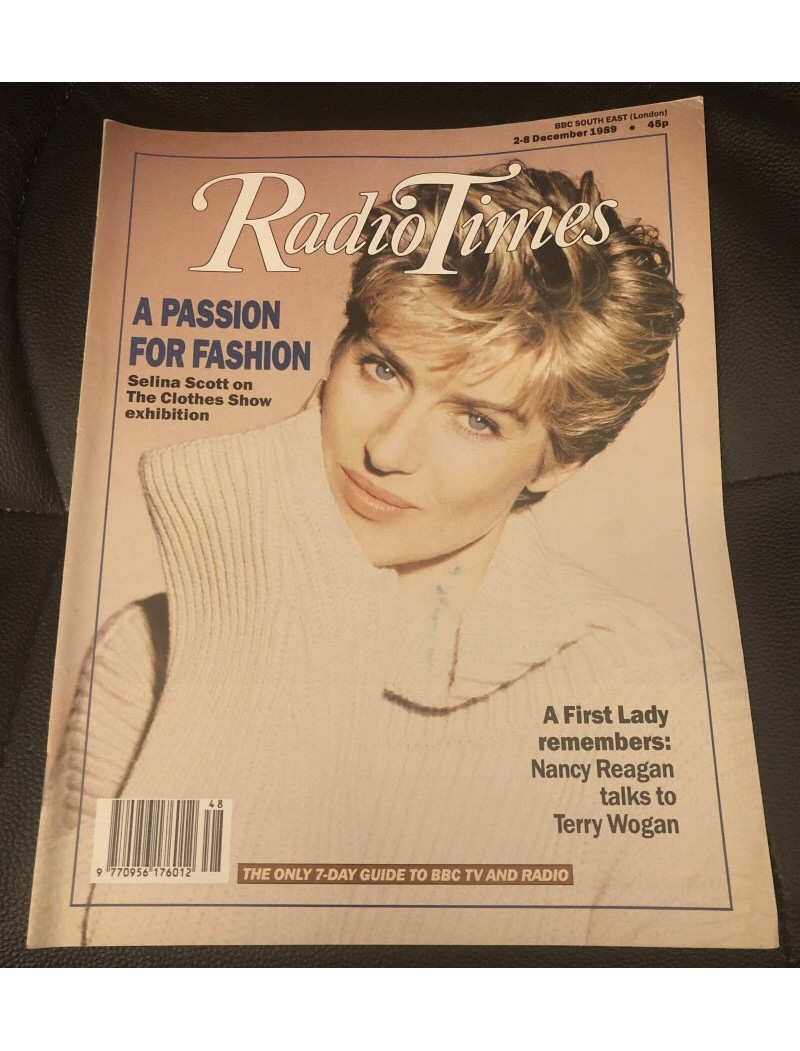 BBC SOUTH EAST (London)
2-8 December 1989 • 45p
Radio Times
A PASSION
FOR FASHION
Selina Scott on
The Clothes Show
exhibition
A First Lady
remembers:
Nancy Reagan
talks to
Terry Wogan
48
9 770956 176012
THE ONLY 7-DAY GUIDE TO BBC TV AND RADIO